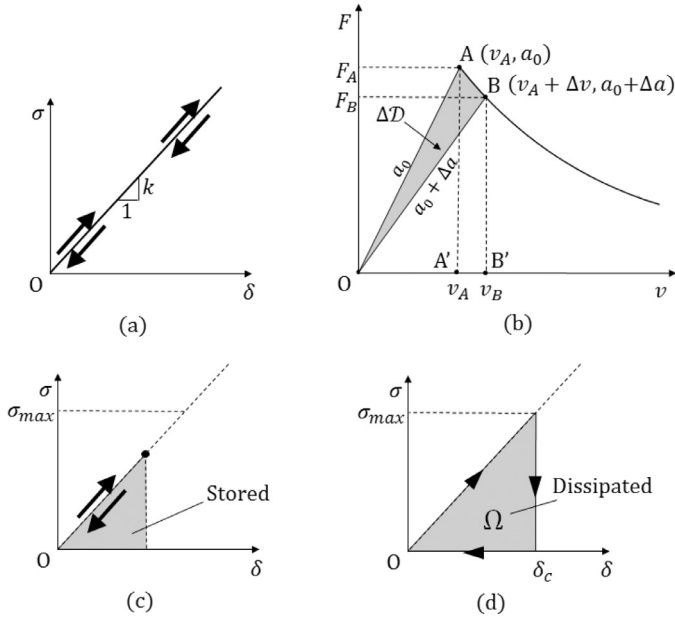 σ
k
1
O
δ
(a)
F
A (v_A, a_0)
F_A
B (v_A + Δv, a_0+Δa)
F_B
Δ𝒟
a_0
a_0 + Δa
A' B'
O
v_A v_B
v
(b)
σ
σ_max
Stored
O
δ
(c)
σ
σ_max
Dissipated
Ω
O
δ_c
δ
(d)